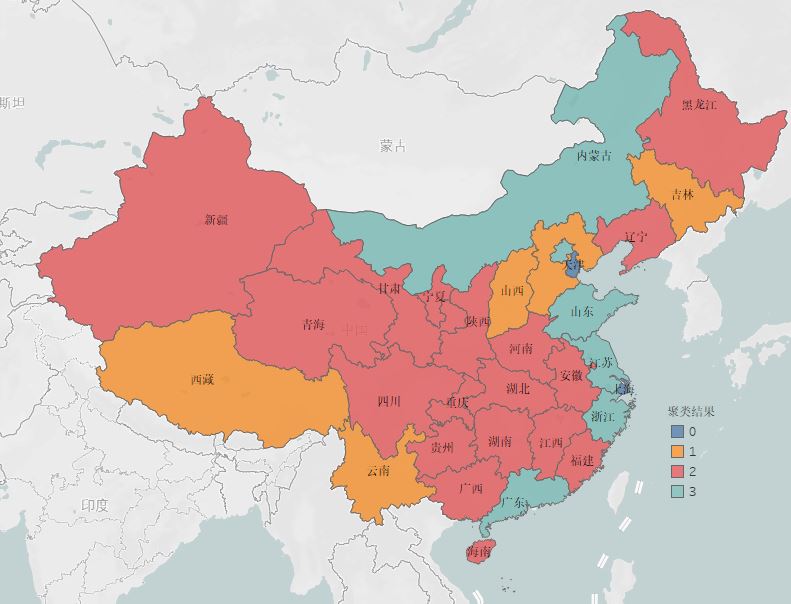 黑龙江
斯坦
蒙古
内蒙古
吉林
新疆
辽宁
天津
甘肃
宁夏
山西
山东
青海
中国
陕西
河南
江苏
西藏
安徽
上海
四川
重庆
湖北
浙江
贵州
湖南
江西
福建
云南
广西
广东
印度
海南
聚类结果
0
1
2
3